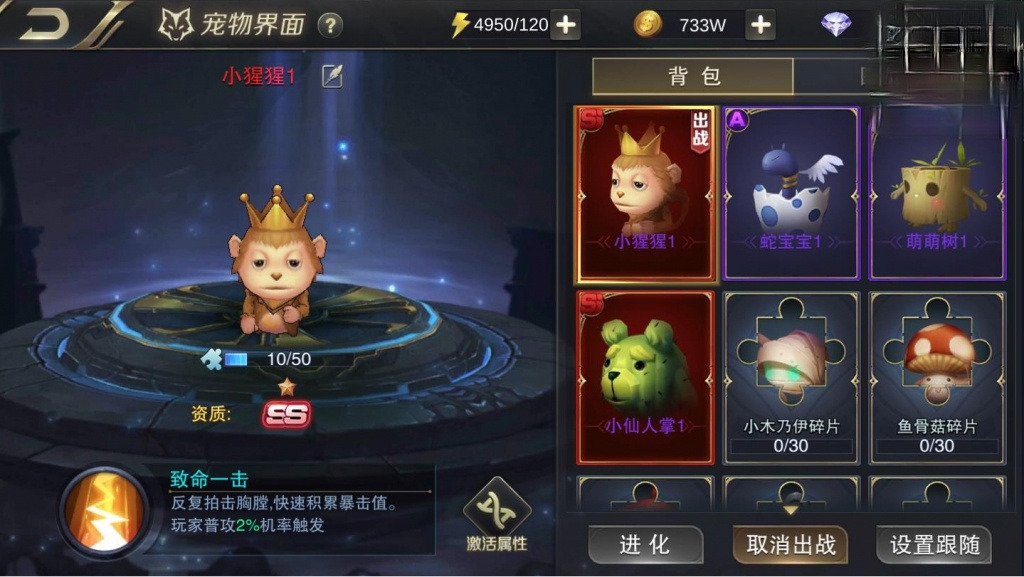 宠物界面 ?
4950/120 +
733W +
小猩猩1
背包
S
出战
小猩猩1
A
蛇宝宝1
萌萌树1
10/50
资质: SS
S
小仙人掌1
小木乃伊碎片
0/30
鱼骨菇碎片
0/30
致命一击
反复拍击胸膛,快速积累暴击值。
玩家普攻2%机率触发
激活属性
进化
取消出战
设置跟随